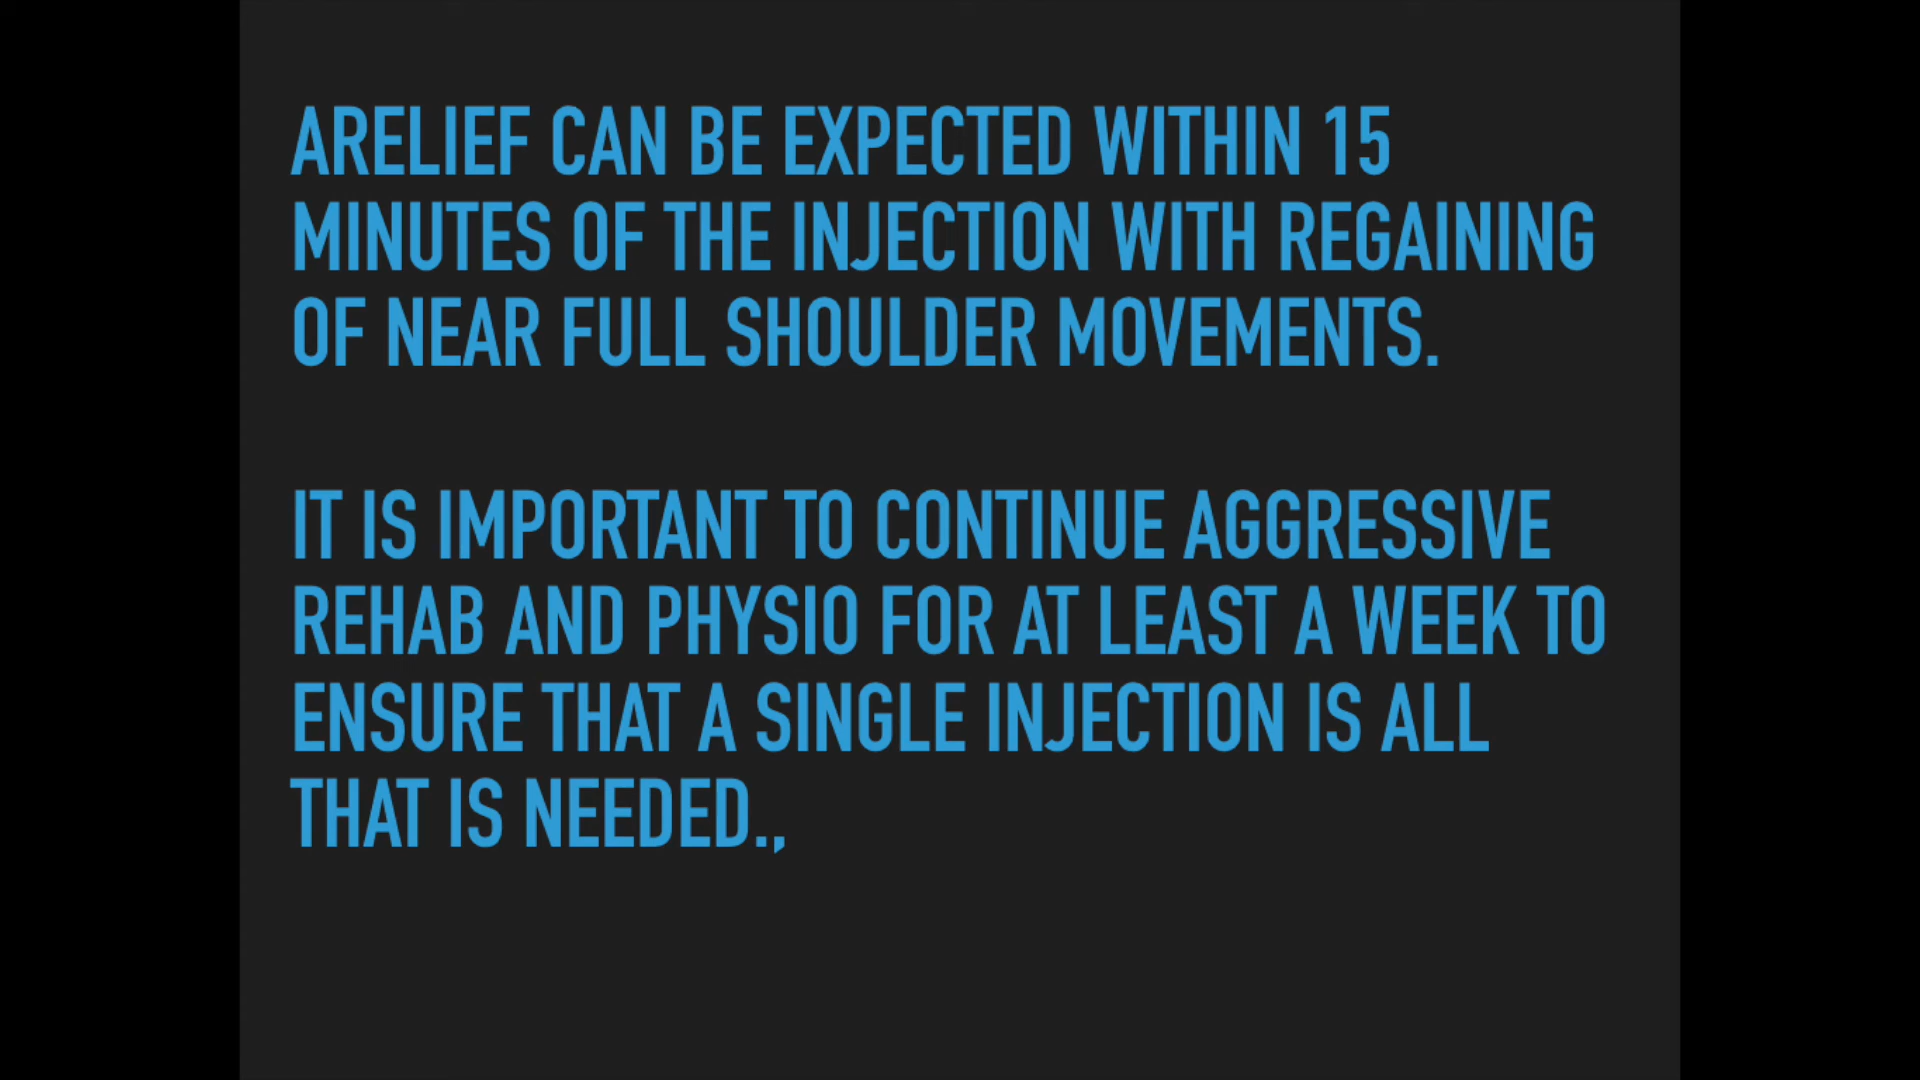 ARELIEF CAN BE EXPECTED WITHIN 15
MINUTES OF THE INJECTION WITH REGAINING
OF NEAR FULL SHOULDER MOVEMENTS.
IT IS IMPORTANT TO CONTINUE AGGRESSIVE
REHAB AND PHYSIO FOR AT LEAST A WEEK TO
ENSURE THAT A SINGLE INJECTION IS ALL
THAT IS NEEDED.,